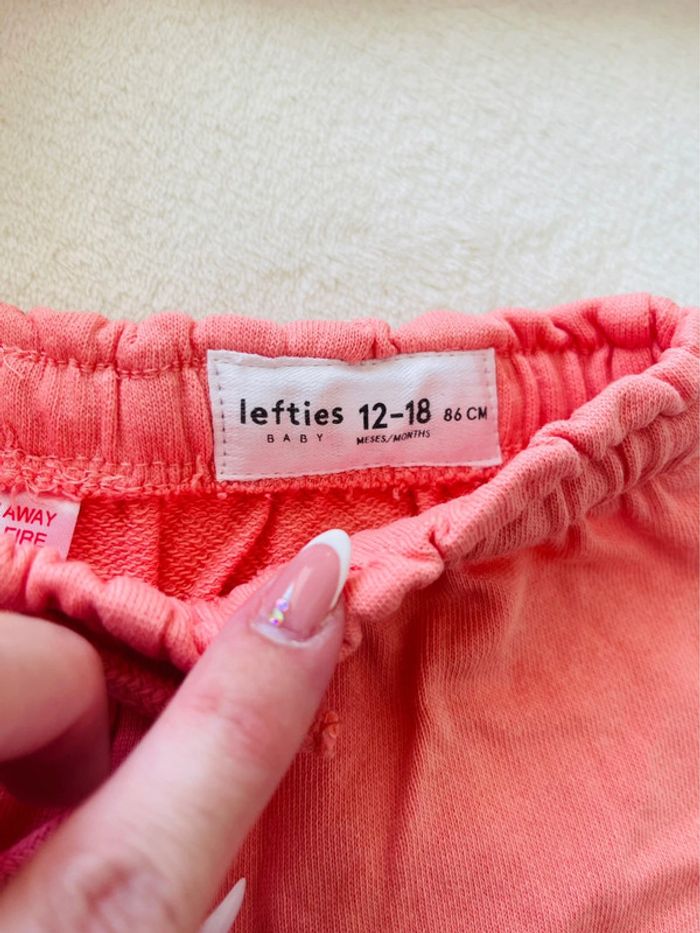 lefties 12-18 86 CM
BABY MESES/MONTHS
AWAY
FIRE